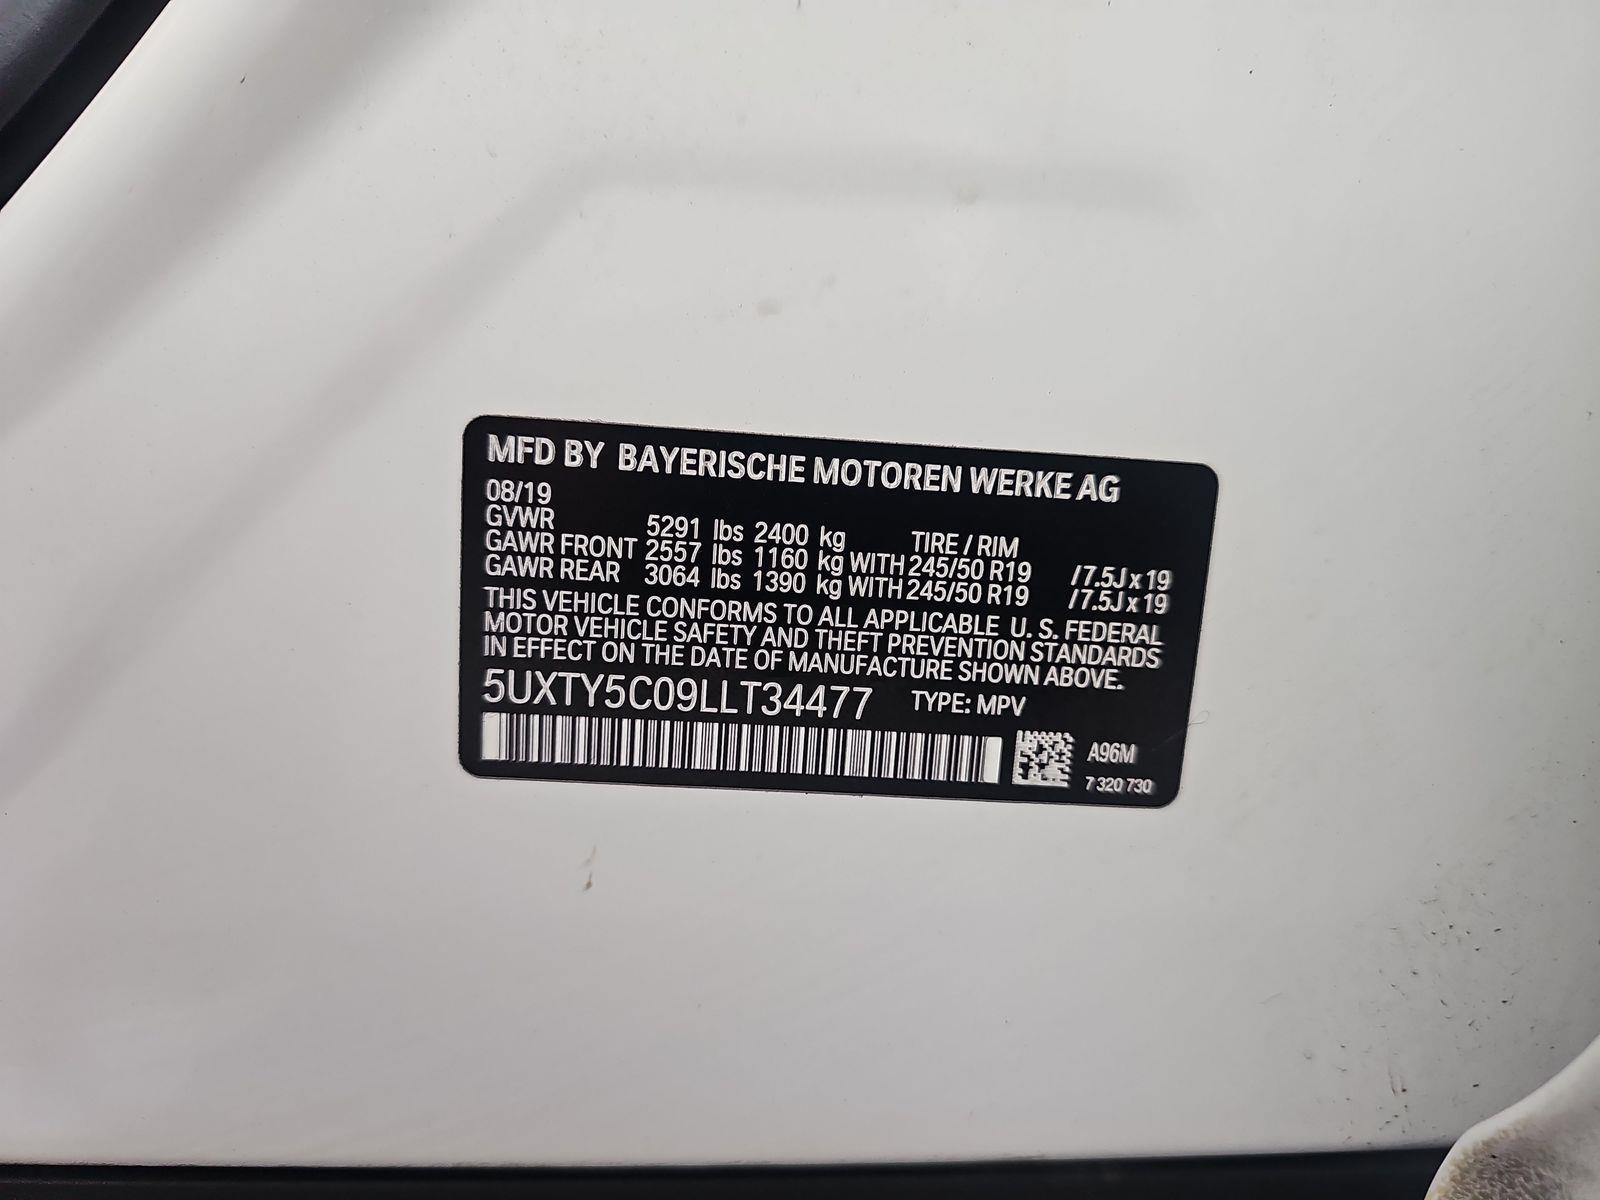 MFD BY BAYERISCHE MOTOREN WERKE AG
08/19
GVWR 5291 lbs 2400 kg TIRE / RIM
GAWR FRONT 2557 lbs 1160 kg WITH 245/50 R19 /7.5J x 19
GAWR REAR 3064 lbs 1390 kg WITH 245/50 R19 /7.5J x 19
THIS VEHICLE CONFORMS TO ALL APPLICABLE U. S. FEDERAL
MOTOR VEHICLE SAFETY AND THEFT PREVENTION STANDARDS
IN EFFECT ON THE DATE OF MANUFACTURE SHOWN ABOVE.
5UXTY5C09LLT34477 TYPE: MPV
A96M
7 320 730